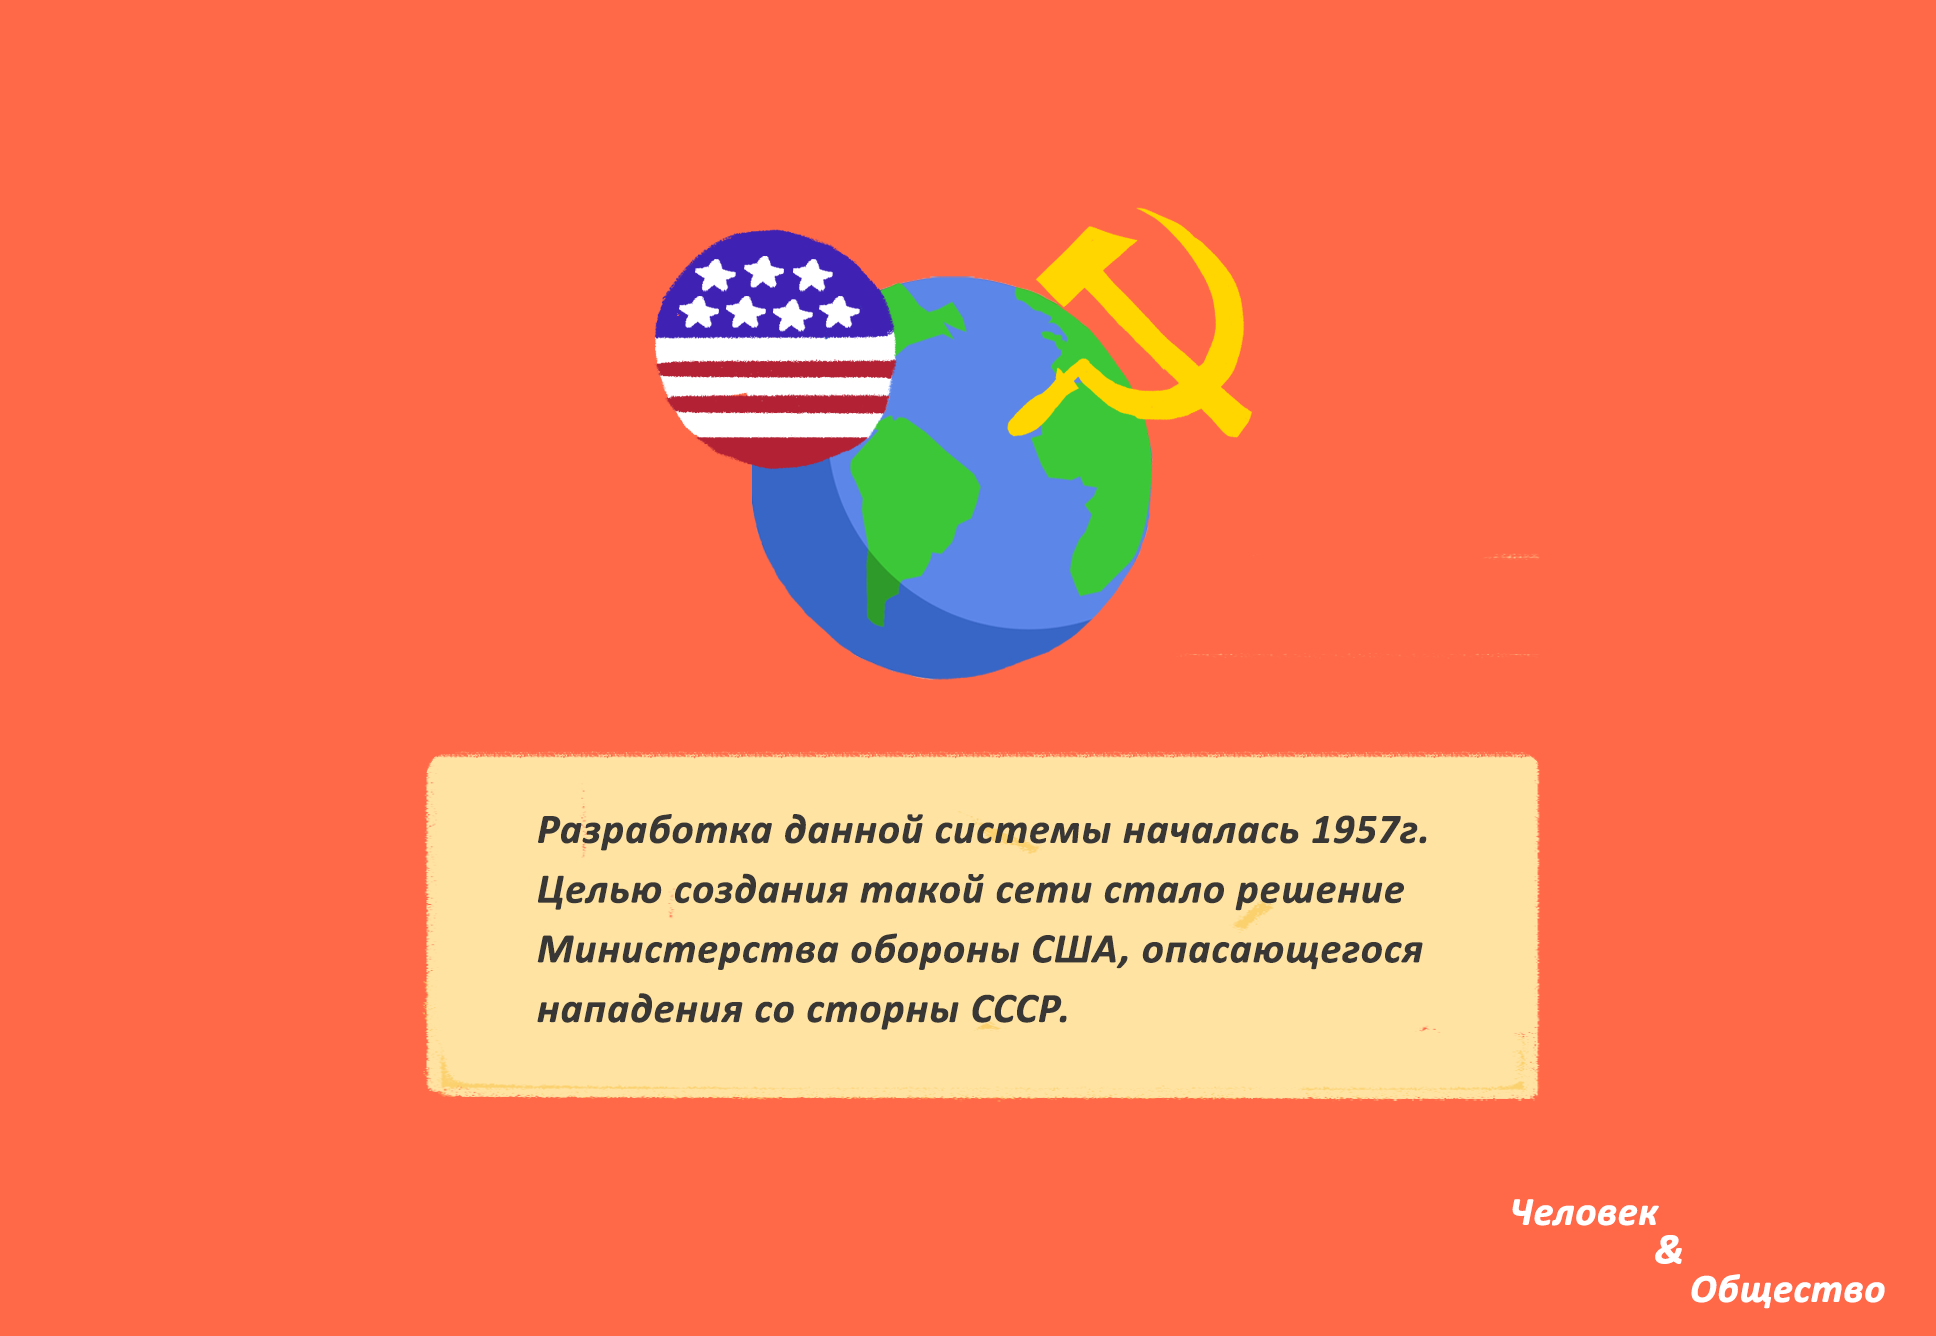 Разработка данной системы началась 1957г.
Целью создания такой сети стало решение
Министерства обороны США, опасающегося
нападения со сторны СССР.
Человек
&
Общество